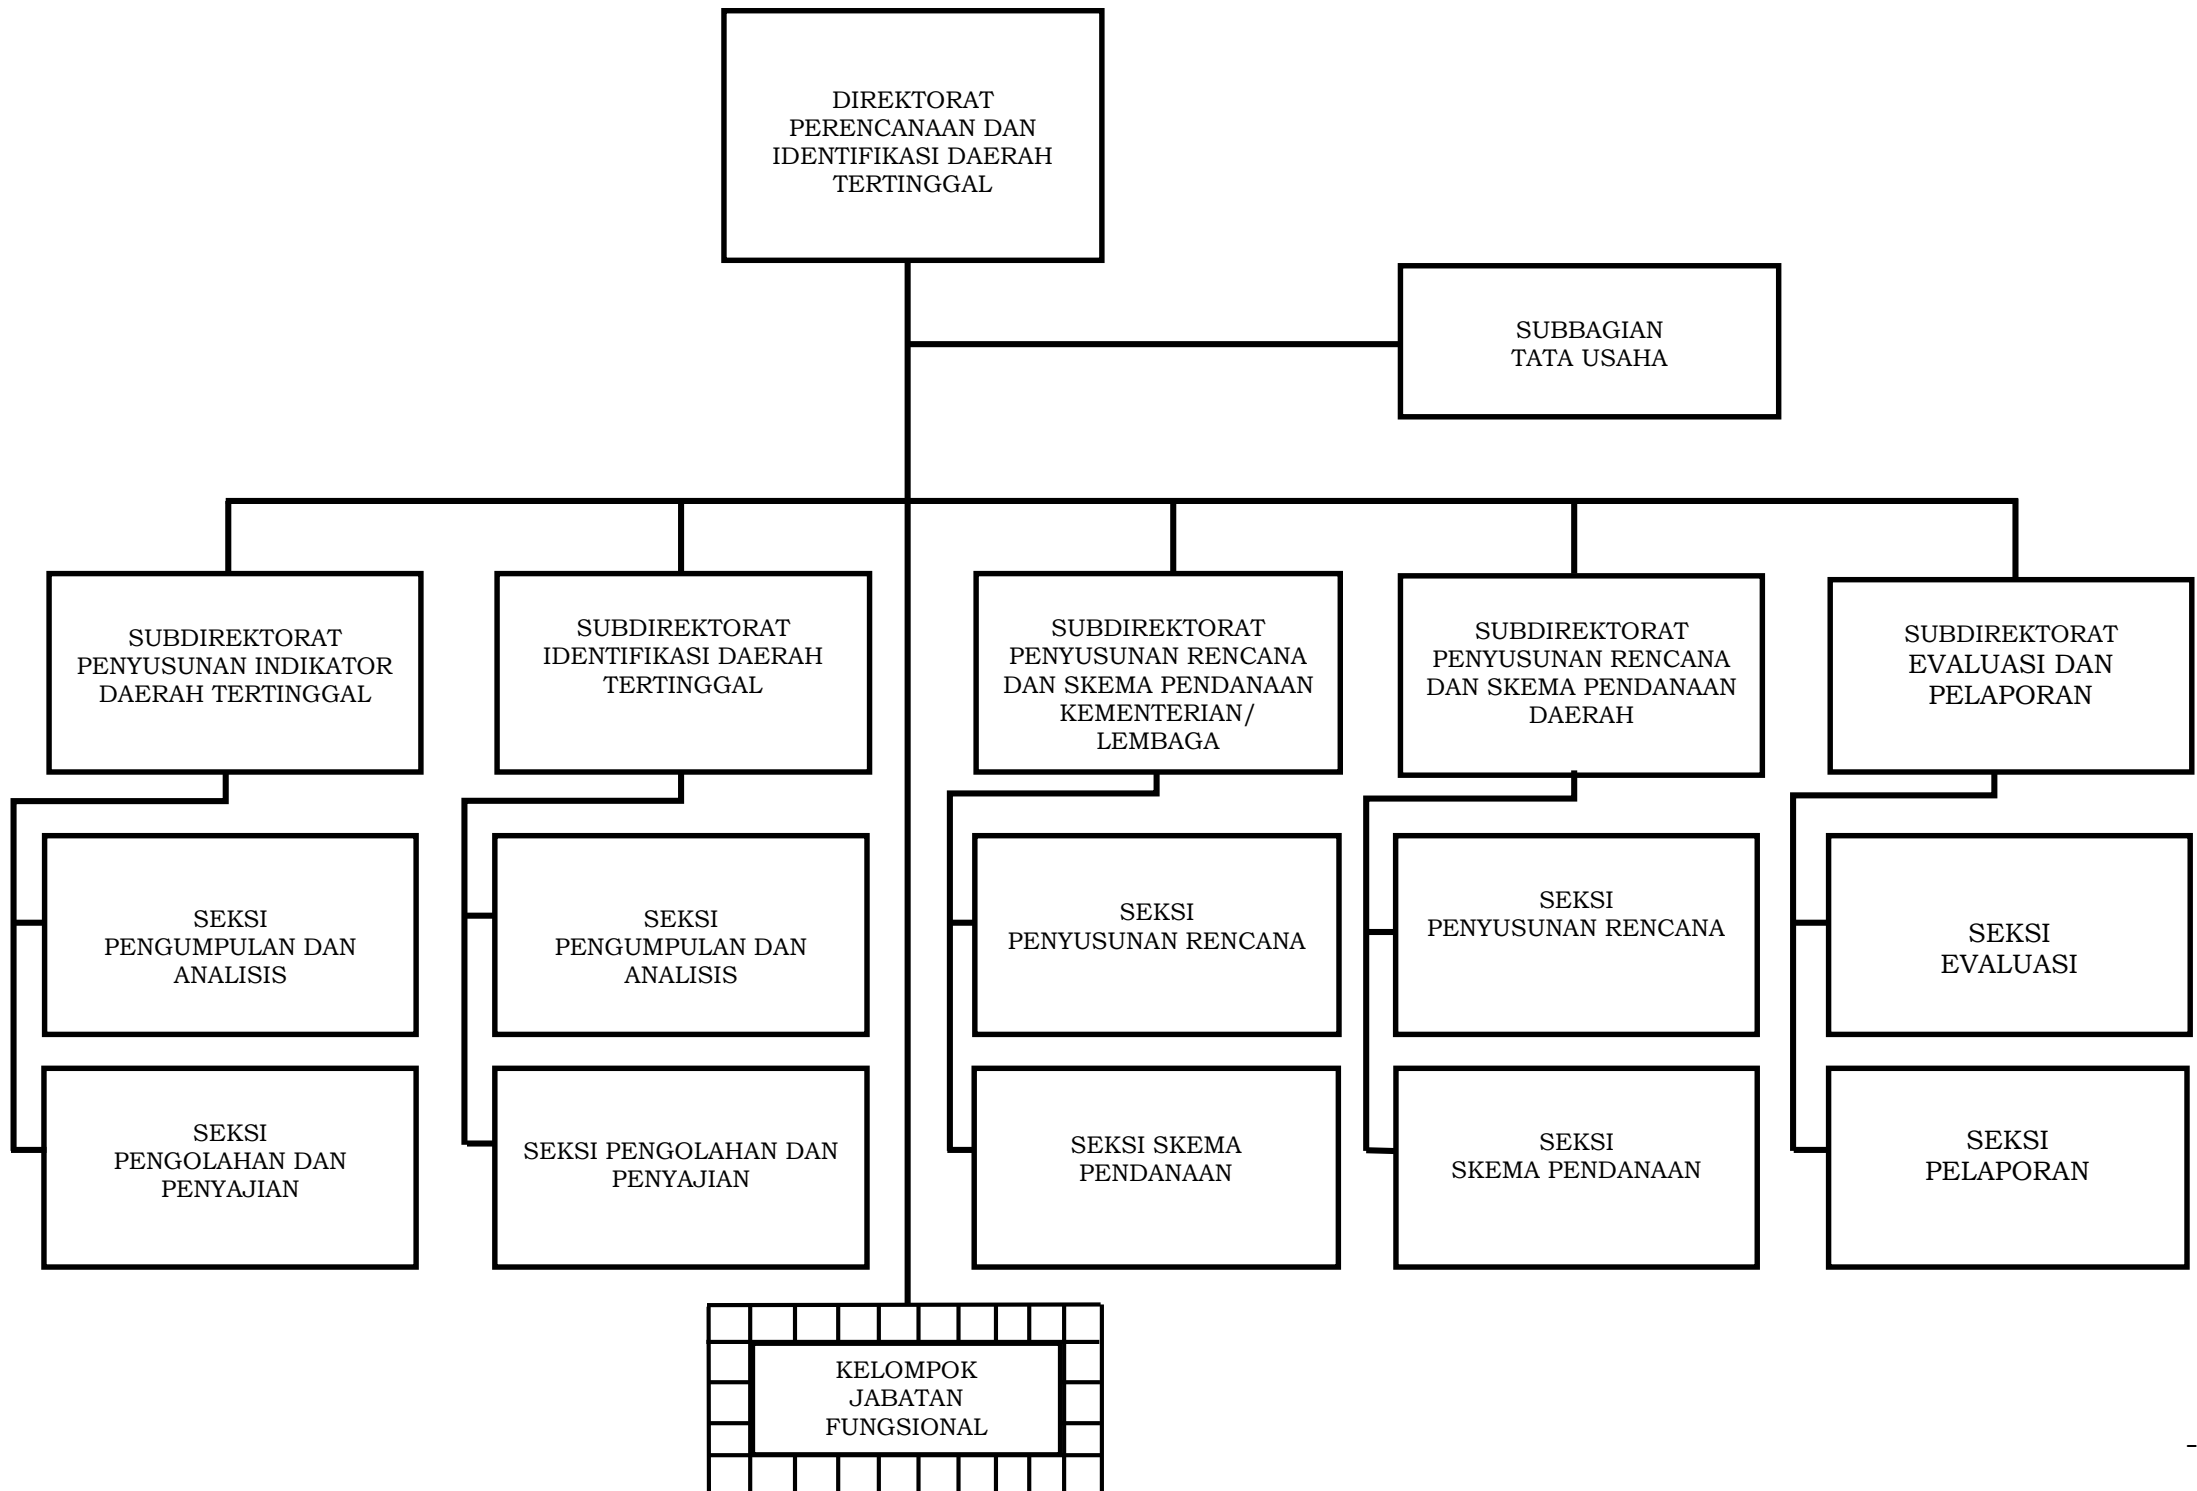 DIREKTORAT
PERENCANAAN DAN
IDENTIFIKASI DAERAH
TERTINGGAL
SUBBAGIAN
TATA USAHA
SUBDIREKTORAT
PENYUSUNAN INDIKATOR
DAERAH TERTINGGAL
SUBDIREKTORAT
IDENTIFIKASI DAERAH
TERTINGGAL
SUBDIREKTORAT
PENYUSUNAN RENCANA
DAN SKEMA PENDANAAN
KEMENTERIAN/
LEMBAGA
SUBDIREKTORAT
PENYUSUNAN RENCANA
DAN SKEMA PENDANAAN
DAERAH
SUBDIREKTORAT
EVALUASI DAN
PELAPORAN
SEKSI
PENGUMPULAN DAN
ANALISIS
SEKSI
PENGUMPULAN DAN
ANALISIS
SEKSI
PENYUSUNAN RENCANA
SEKSI
PENYUSUNAN RENCANA
SEKSI
EVALUASI
SEKSI
PENGOLAHAN DAN
PENYAJIAN
SEKSI PENGOLAHAN DAN
PENYAJIAN
SEKSI SKEMA
PENDANAAN
SEKSI
SKEMA PENDANAAN
SEKSI
PELAPORAN
KELOMPOK
JABATAN
FUNGSIONAL
-